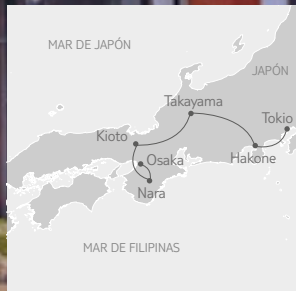 MAR DE JAPÓN
JAPÓN
Takayama
Tokio
Kioto
Osaka
Hakone
Nara
MAR DE FILIPINAS